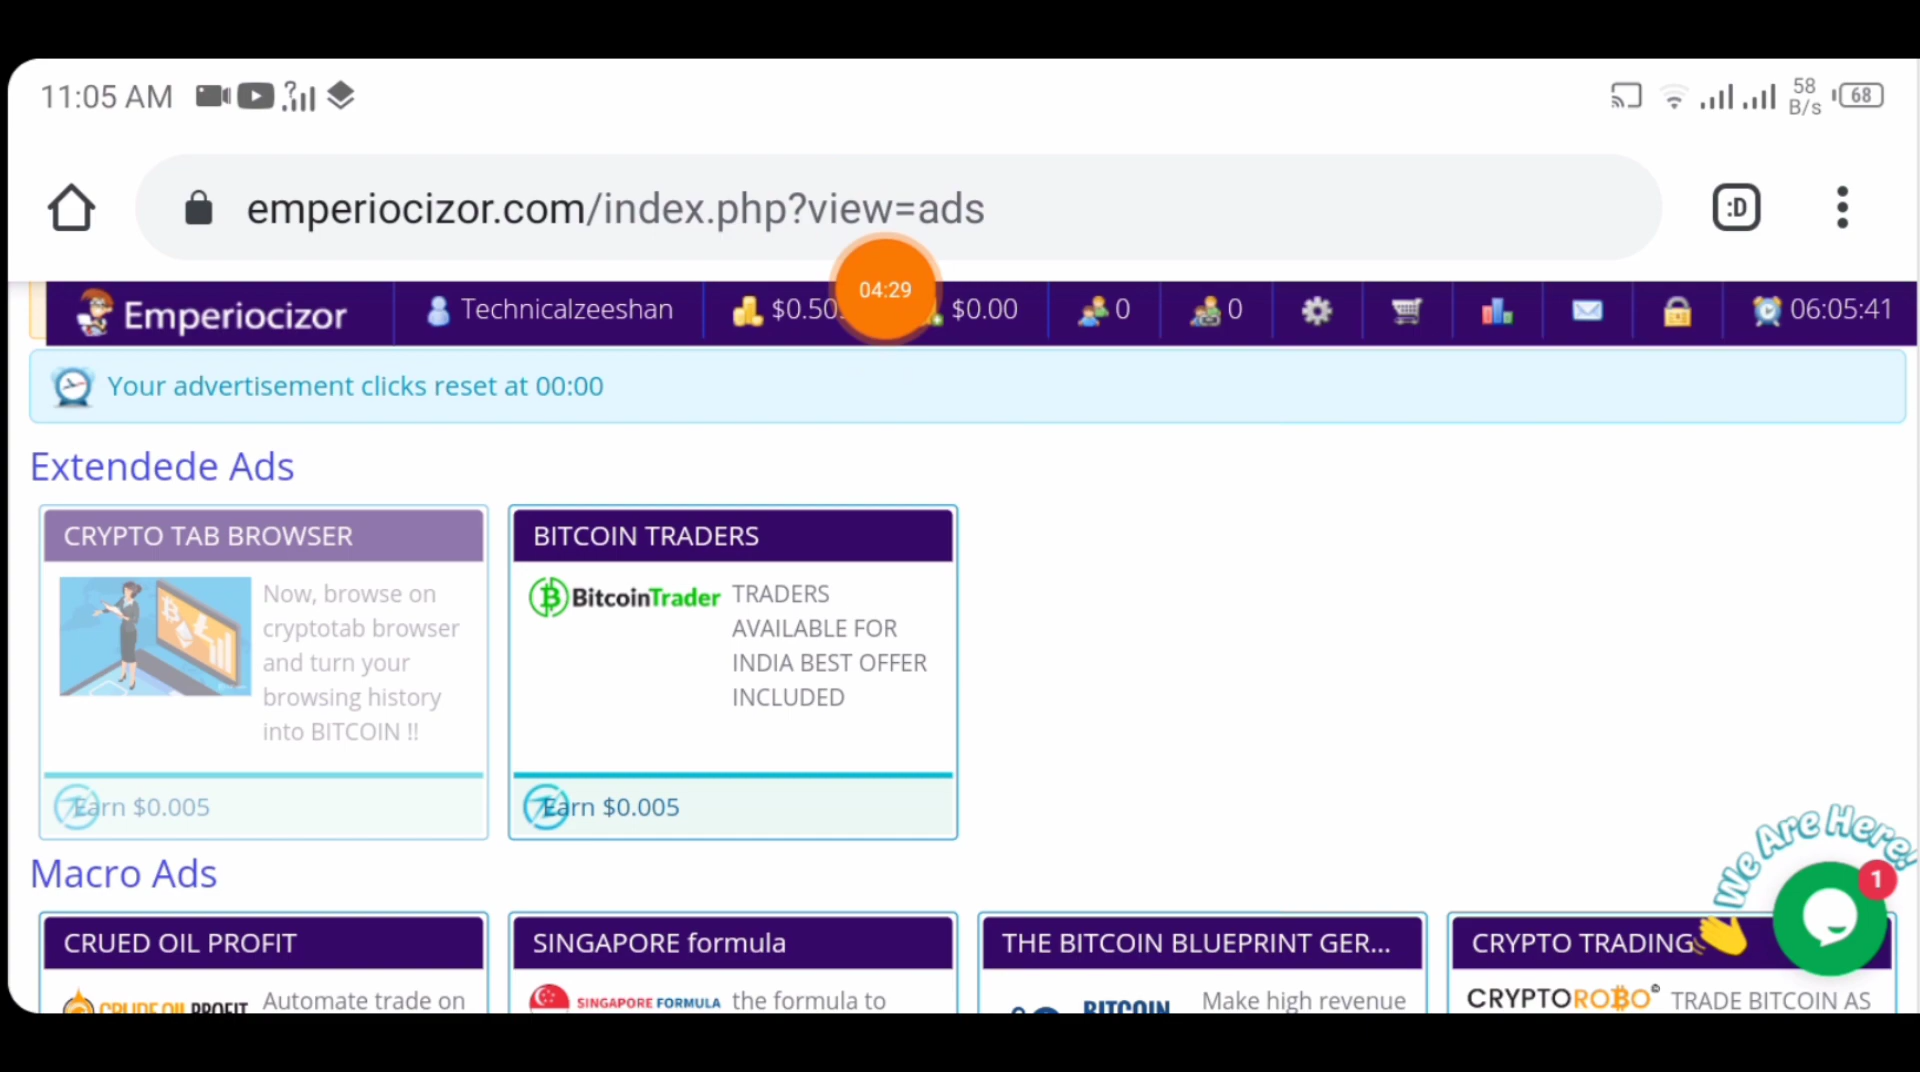 11:05 AM
58
B/s
68
emperiocizor.com/index.php?view=ads
:D
04:29
Emperiocizor
Technicalzeeshan
$0.50
$0.00
0
0
06:05:41
Your advertisement clicks reset at 00:00
Extendede Ads
CRYPTO TAB BROWSER
Now, browse on
cryptotab browser
and turn your
browsing history
into BITCOIN !!
Earn $0.005
BITCOIN TRADERS
BitcoinTrader
TRADERS
AVAILABLE FOR
INDIA BEST OFFER
INCLUDED
Earn $0.005
We Are Here!
1
Macro Ads
CRUED OIL PROFIT
CRUDE OIL PROFIT
Automate trade on
SINGAPORE formula
SINGAPORE FORMULA
the formula to
THE BITCOIN BLUEPRINT GER...
BITCOIN
Make high revenue
CRYPTO TRADING
CRYPTOROBO
TRADE BITCOIN AS